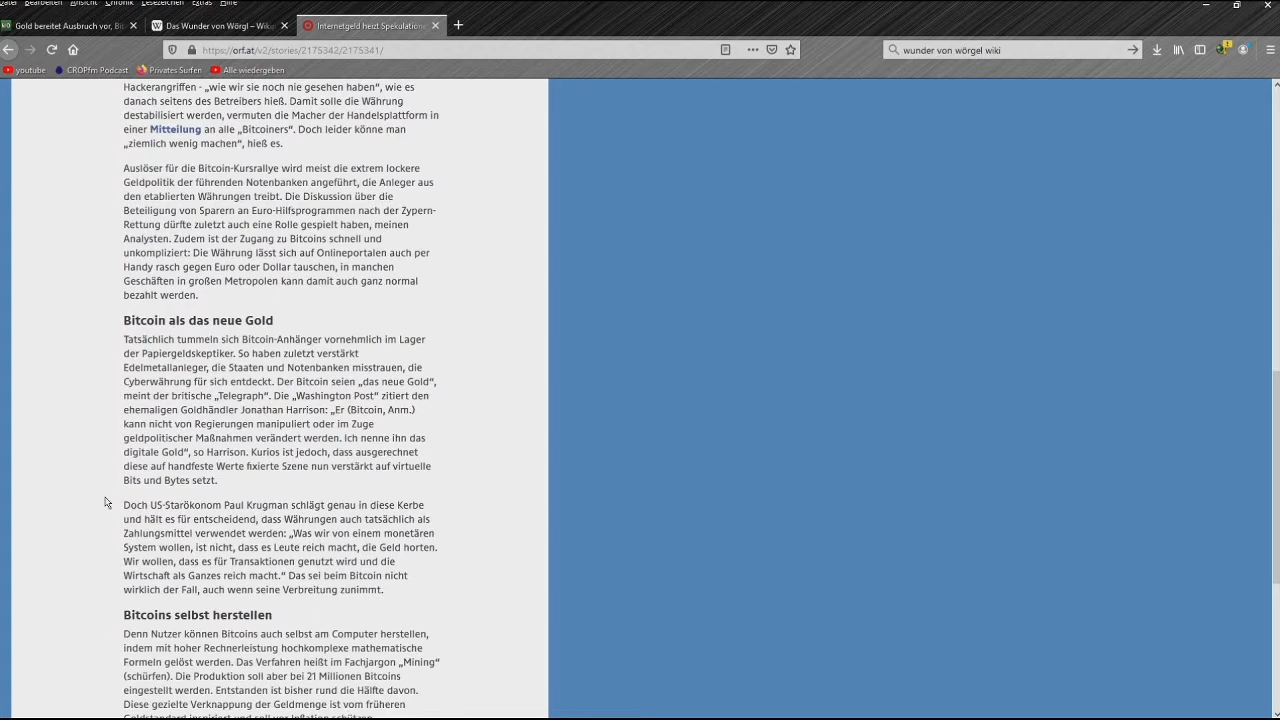 Datei Bearbeiten Ansicht Chronik Lesezeichen Extras Hilfe
Gold bereitet Ausbruch vor, Bit
Das Wunder von Wörgl – Wikip
Internetgeld heizt Spekulatione
https://orf.at/v2/stories/2175342/2175341/
wunder von wörgel wiki
youtube
CROPfm Podcast
Privates Surfen
Alle wiedergeben
Hackerangriffen - „wie wir sie noch nie gesehen haben“, wie es
danach seitens des Betreibers hieß. Damit solle die Währung
destabilisiert werden, vermuten die Macher der Handelsplattform in
einer Mitteilung an alle „Bitcoiners“. Doch leider könne man
„ziemlich wenig machen“, hieß es.
Auslöser für die Bitcoin-Kursrallye wird meist die extrem lockere
Geldpolitik der führenden Notenbanken angeführt, die Anleger aus
den etablierten Währungen treibt. Die Diskussion über die
Beteiligung von Sparern an Euro-Hilfsprogrammen nach der Zypern-
Rettung dürfte zuletzt auch eine Rolle gespielt haben, meinen
Analysten. Zudem ist der Zugang zu Bitcoins schnell und
unkompliziert: Die Währung lässt sich auf Onlineportalen auch per
Handy rasch gegen Euro oder Dollar tauschen, in manchen
Geschäften in großen Metropolen kann damit auch ganz normal
bezahlt werden.
Bitcoin als das neue Gold
Tatsächlich tummeln sich Bitcoin-Anhänger vornehmlich im Lager
der Papiergeldskeptiker. So haben zuletzt verstärkt
Edelmetallanleger, die Staaten und Notenbanken misstrauen, die
Cyberwährung für sich entdeckt. Der Bitcoin seien „das neue Gold“,
meint der britische „Telegraph“. Die „Washington Post“ zitiert den
ehemaligen Goldhändler Jonathan Harrison: „Er (Bitcoin, Anm.)
kann nicht von Regierungen manipuliert oder im Zuge
geldpolitischer Maßnahmen verändert werden. Ich nenne ihn das
digitale Gold“, so Harrison. Kurios ist jedoch, dass ausgerechnet
diese auf handfeste Werte fixierte Szene nun verstärkt auf virtuelle
Bits und Bytes setzt.
Doch US-Starökonom Paul Krugman schlägt genau in diese Kerbe
und hält es für entscheidend, dass Währungen auch tatsächlich als
Zahlungsmittel verwendet werden: „Was wir von einem monetären
System wollen, ist nicht, dass es Leute reich macht, die Geld horten.
Wir wollen, dass es für Transaktionen genutzt wird und die
Wirtschaft als Ganzes reich macht.“ Das sei beim Bitcoin nicht
wirklich der Fall, auch wenn seine Verbreitung zunimmt.
Bitcoins selbst herstellen
Denn Nutzer können Bitcoins auch selbst am Computer herstellen,
indem mit hoher Rechnerleistung hochkomplexe mathematische
Formeln gelöst werden. Das Verfahren heißt im Fachjargon „Mining“
(schürfen). Die Produktion soll aber bei 21 Millionen Bitcoins
eingestellt werden. Entstanden ist bisher rund die Hälfte davon.
Diese gezielte Verknappung der Geldmenge ist vom früheren
Goldstandard inspiriert und soll vor Inflation schützen.